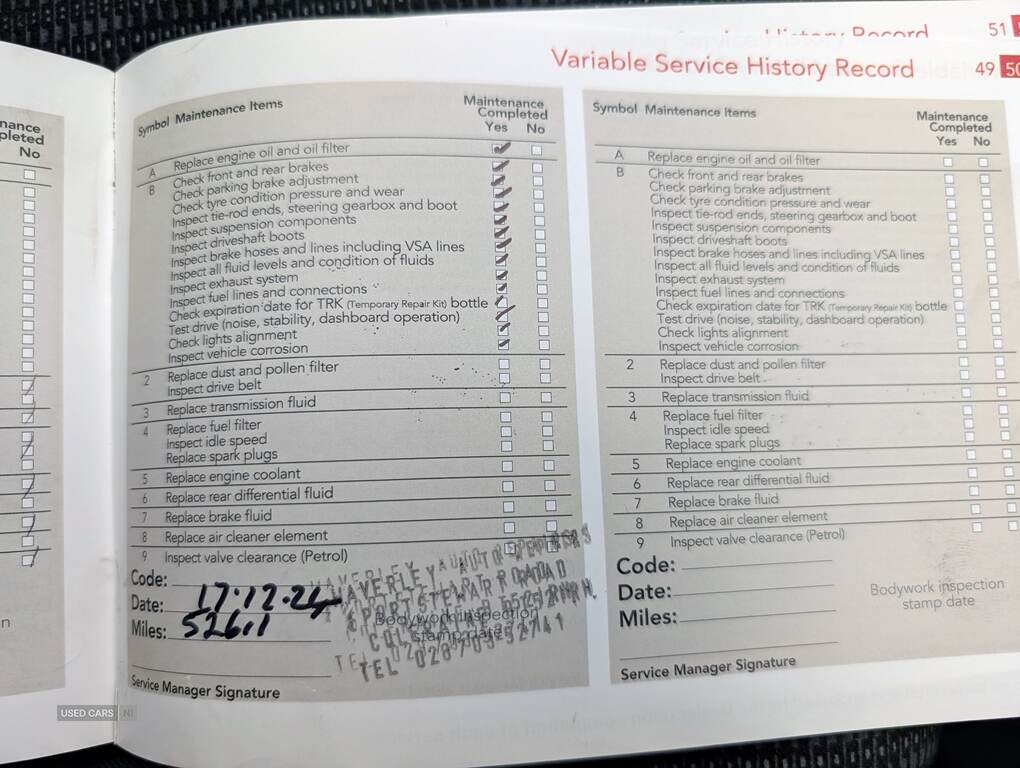 Service History Record 51
Variable Service History Record 49 50
nance
pleted
No
Symbol Maintenance Items
Maintenance
Completed
Yes No
A Replace engine oil and oil filter
B Check front and rear brakes
Check parking brake adjustment
Check tyre condition pressure and wear
Inspect tie-rod ends, steering gearbox and boot
Inspect suspension components
Inspect driveshaft boots
Inspect brake hoses and lines including VSA lines
Inspect all fluid levels and condition of fluids
Inspect exhaust system
Inspect fuel lines and connections
Check expiration date for TRK (Temporary Repair Kit) bottle
Test drive (noise, stability, dashboard operation)
Check lights alignment
Inspect vehicle corrosion
2 Replace dust and pollen filter
Inspect drive belt
3 Replace transmission fluid
4 Replace fuel filter
Inspect idle speed
Replace spark plugs
5 Replace engine coolant
6 Replace rear differential fluid
7 Replace brake fluid
8 Replace air cleaner element
9 Inspect valve clearance (Petrol)
Code:
Date: 17.12.24
Miles: 52611
WAVERLEY AUTO
PORTSTEWART ROAD
Bodywork inspection
stamp date
TEL
Service Manager Signature
Symbol Maintenance Items
Maintenance
Completed
Yes No
A Replace engine oil and oil filter
B Check front and rear brakes
Check parking brake adjustment
Check tyre condition pressure and wear
Inspect tie-rod ends, steering gearbox and boot
Inspect suspension components
Inspect driveshaft boots
Inspect brake hoses and lines including VSA lines
Inspect all fluid levels and condition of fluids
Inspect exhaust system
Inspect fuel lines and connections
Check expiration date for TRK (Temporary Repair Kit) bottle
Test drive (noise, stability, dashboard operation)
Check lights alignment
Inspect vehicle corrosion
2 Replace dust and pollen filter
Inspect drive belt
3 Replace transmission fluid
4 Replace fuel filter
Inspect idle speed
Replace spark plugs
5 Replace engine coolant
6 Replace rear differential fluid
7 Replace brake fluid
8 Replace air cleaner element
9 Inspect valve clearance (Petrol)
Code:
Date:
Miles:
Bodywork inspection
stamp date
Service Manager Signature
n
USED CARS NI